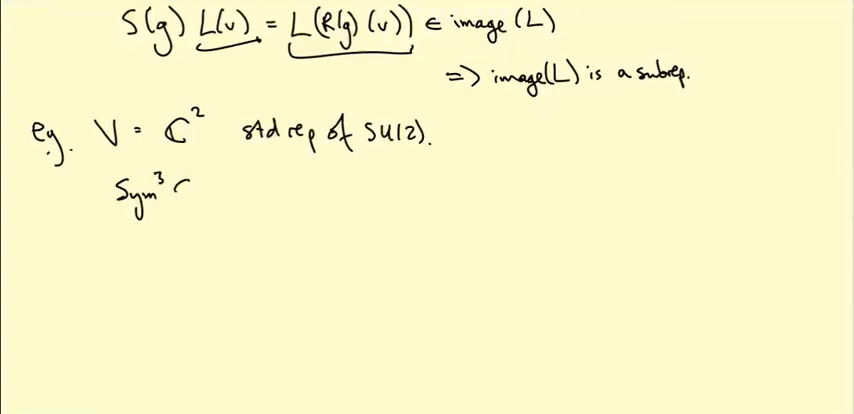 S(g) L(v) = L(R(g)(v)) ∈ image(L)
=> image(L) is a subrep.
eg. V = ℂ² std rep of SU(2).
Sym³ (